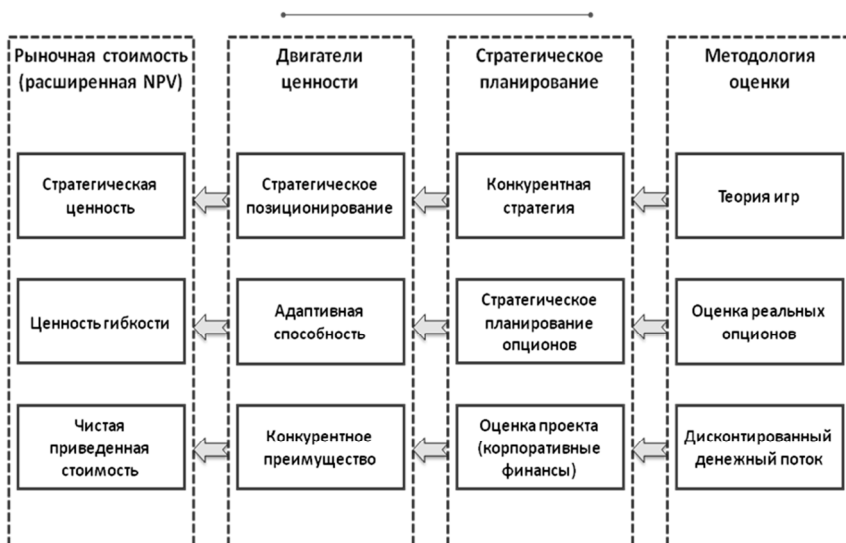 Рыночная стоимость
(расширенная NPV)
Двигатели
ценности
Стратегическое
планирование
Методология
оценки
Стратегическая
ценность
Стратегическое
позиционирование
Конкурентная
стратегия
Теория игр
Ценность гибкости
Адаптивная
способность
Стратегическое
планирование
опционов
Оценка реальных
опционов
Чистая
приведенная
стоимость
Конкурентное
преимущество
Оценка проекта
(корпоративные
финансы)
Дисконтированный
денежный поток